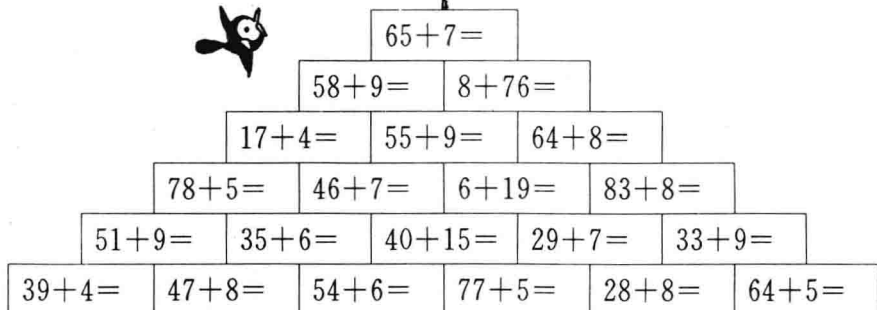 65+7=
58+9= 8+76=
17+4= 55+9= 64+8=
78+5= 46+7= 6+19= 83+8=
51+9= 35+6= 40+15= 29+7= 33+9=
39+4= 47+8= 54+6= 77+5= 28+8= 64+5=